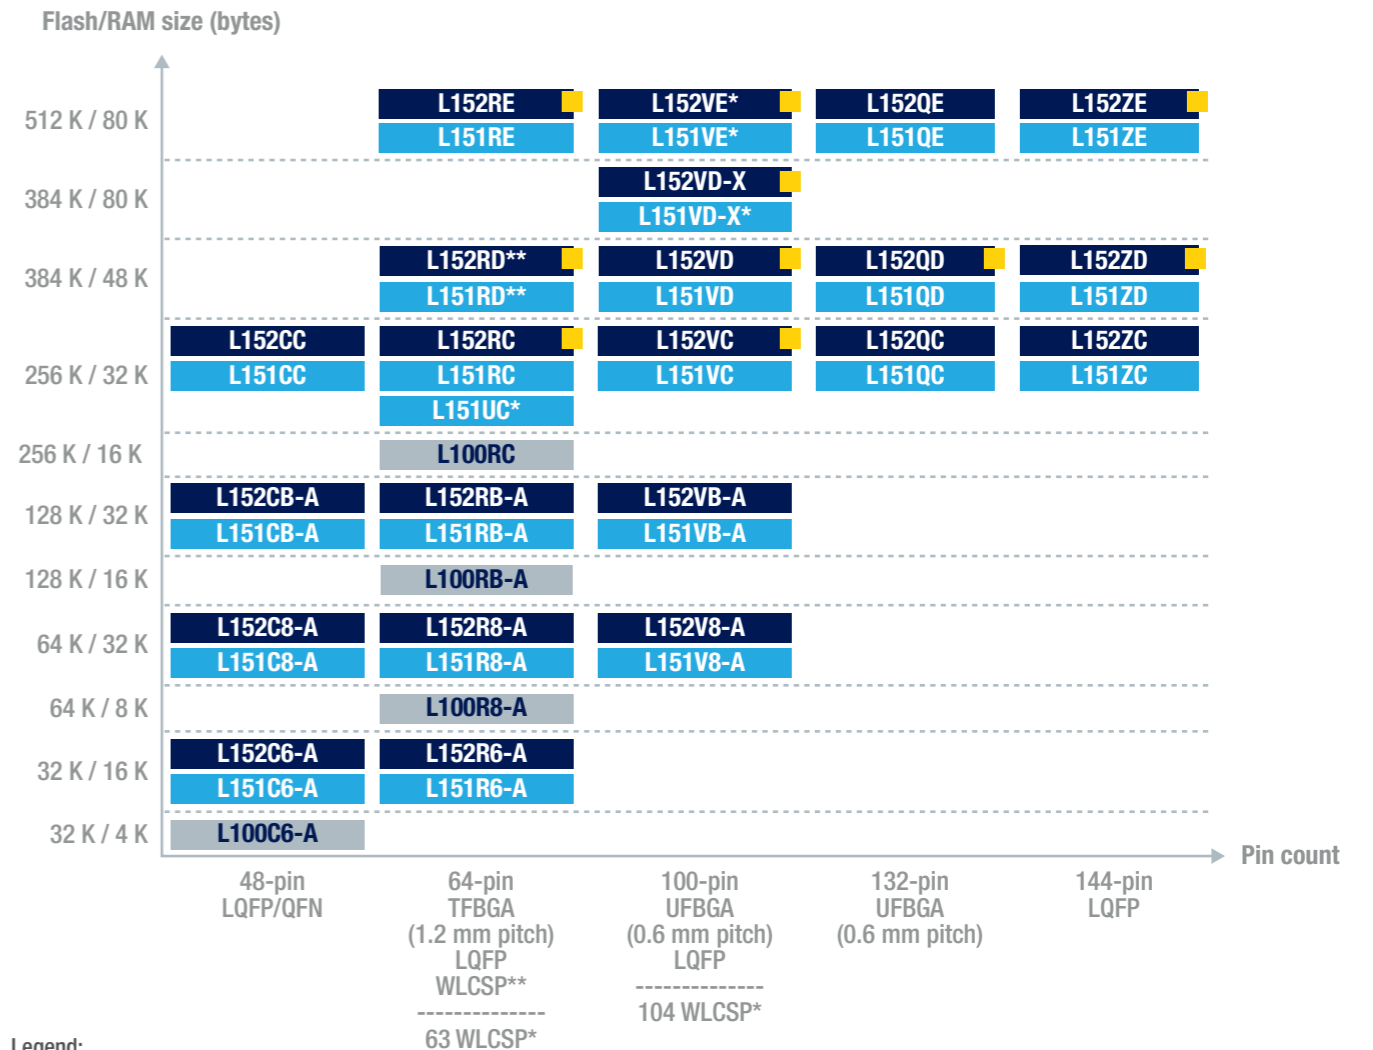 Flash/RAM size (bytes)
512 K / 80 K
L152RE
L152VE*
L152QE
L152ZE
L151RE
L151VE*
L151QE
L151ZE
384 K / 80 K
L152VD-X
L151VD-X*
384 K / 48 K
L152RD**
L152VD
L152QD
L152ZD
L151RD**
L151VD
L151QD
L151ZD
256 K / 32 K
L152CC
L152RC
L152VC
L152QC
L152ZC
L151CC
L151RC
L151VC
L151QC
L151ZC
L151UC*
256 K / 16 K
L100RC
128 K / 32 K
L152CB-A
L152RB-A
L152VB-A
L151CB-A
L151RB-A
L151VB-A
128 K / 16 K
L100RB-A
64 K / 32 K
L152C8-A
L152R8-A
L152V8-A
L151C8-A
L151R8-A
L151V8-A
64 K / 8 K
L100R8-A
32 K / 16 K
L152C6-A
L152R6-A
L151C6-A
L151R6-A
32 K / 4 K
L100C6-A
Pin count
48-pin
LQFP/QFN
64-pin
TFBGA
(1.2 mm pitch)
LQFP
WLCSP**
---------------
63 WLCSP*
100-pin
UFBGA
(0.6 mm pitch)
LQFP
---------------
104 WLCSP*
132-pin
UFBGA
(0.6 mm pitch)
144-pin
LQFP
Legend: